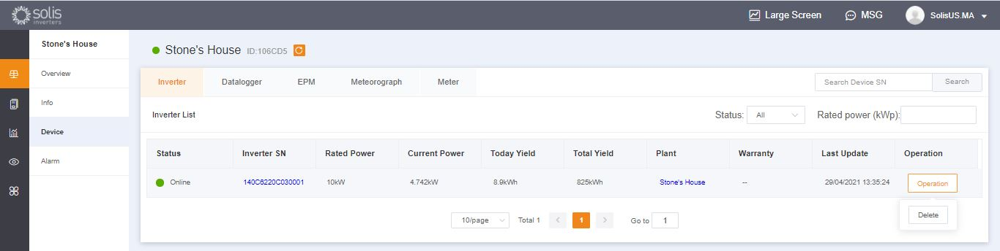 solis
inverters
Large Screen
MSG
SolisUS.MA
Stone's House
Overview
Info
Device
Alarm
Stone's House ID:106CD5
Inverter Datalogger EPM Meteorograph Meter
Search Device SN Search
Inverter List
Status: All Rated power (kWp):
Status Inverter SN Rated Power Current Power Today Yield Total Yield Plant Warranty Last Update Operation
Online 140C6220C030001 10kW 4.742kW 8.9kWh 825kWh Stone's House -- 29/04/2021 13:35:24 Operation
Delete
10/page Total 1 < 1 > Go to 1